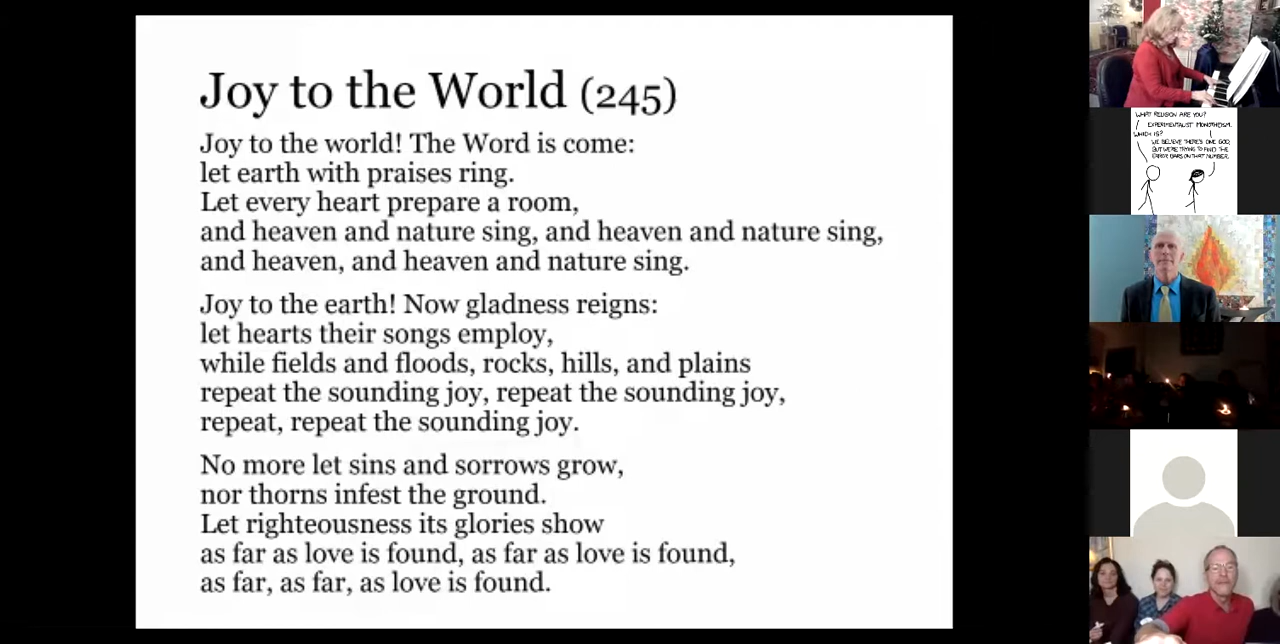 Joy to the World (245)
Joy to the world! The Word is come:
let earth with praises ring.
Let every heart prepare a room,
and heaven and nature sing, and heaven and nature sing,
and heaven, and heaven and nature sing.
Joy to the earth! Now gladness reigns:
let hearts their songs employ,
while fields and floods, rocks, hills, and plains
repeat the sounding joy, repeat the sounding joy,
repeat, repeat the sounding joy.
No more let sins and sorrows grow,
nor thorns infest the ground.
Let righteousness its glories show
as far as love is found, as far as love is found,
as far, as far, as love is found.
WHAT RELIGION ARE YOU?
EXPERIMENTALIST MONOTHEISM.
WHICH IS?
WE BELIEVE THERE'S ONE GOD,
BUT WE'RE TRYING TO FIND THE
ERROR BARS ON THAT NUMBER.